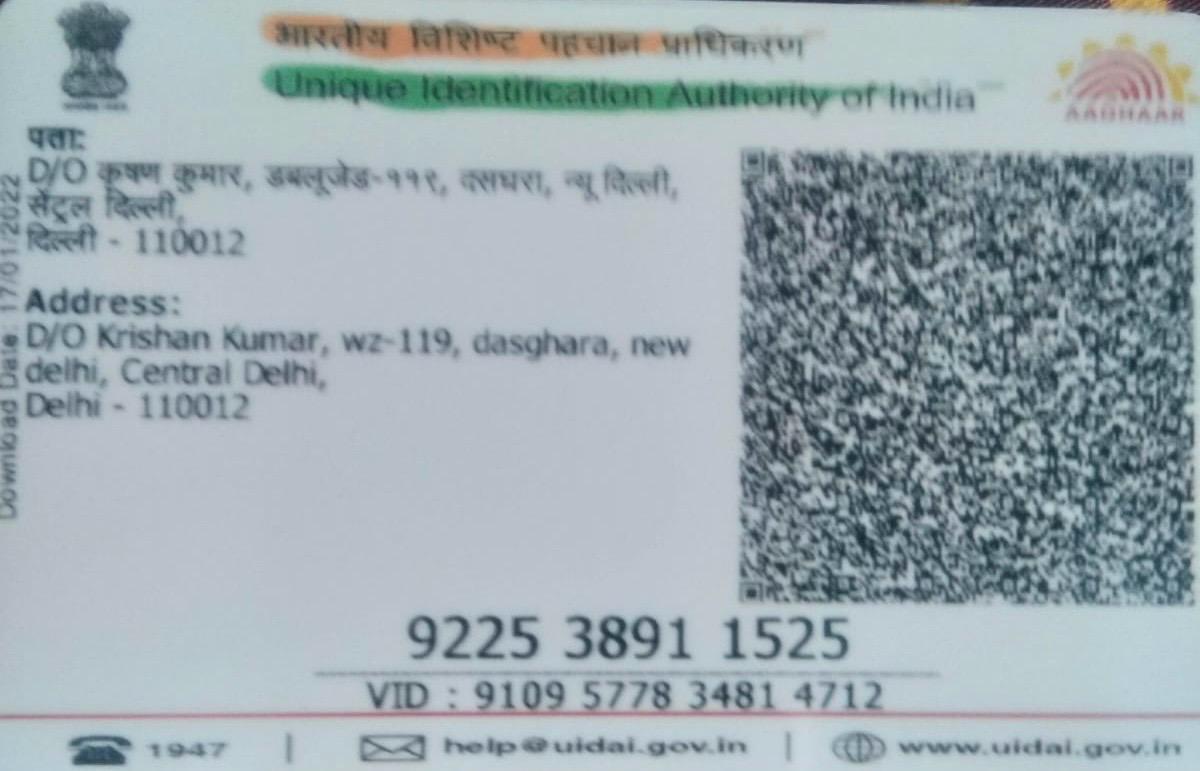 भारतीय विशिष्ट पहचान प्राधिकरण
Unique Identification Authority of India
AADHAAR
पता:
D/O कृषण कुमार, डबलूजेड-११९, दसघरा, न्यू दिल्ली,
सेंट्रल दिल्ली,
दिल्ली - 110012
Address:
D/O Krishan Kumar, wz-119, dasghara, new
delhi, Central Delhi,
Delhi - 110012
Download Date: 17/01/2022
9225 3891 1525
VID : 9109 5778 3481 4712
1947 | help@uidai.gov.in | www.uidai.gov.in